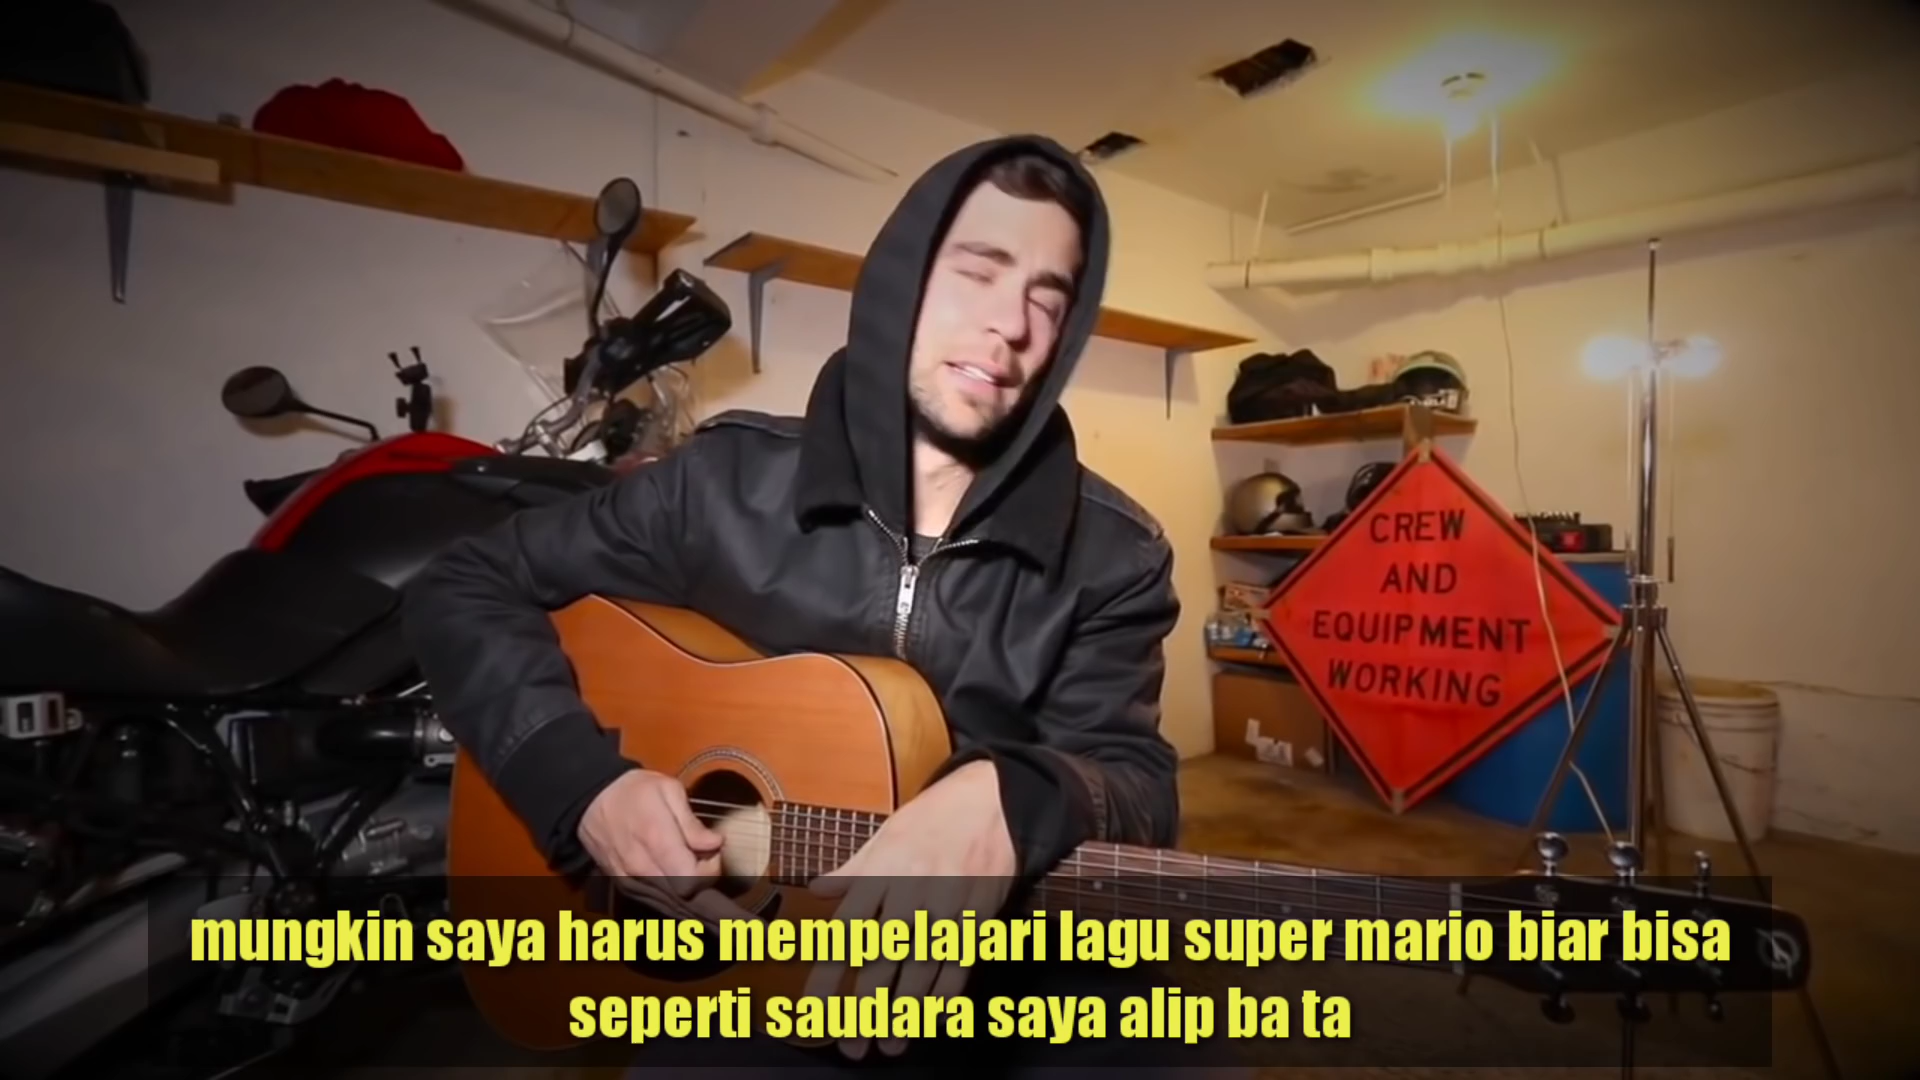 CREW
AND
EQUIPMENT
WORKING
mungkin saya harus mempelajari lagu super mario biar bisa
seperti saudara saya alip ba ta